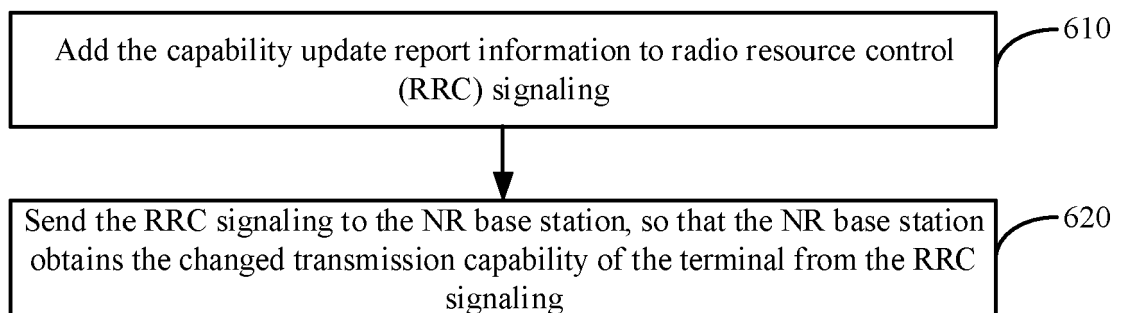 Add the capability update report information to radio resource control
(RRC) signaling
610
Send the RRC signaling to the NR base station, so that the NR base station
obtains the changed transmission capability of the terminal from the RRC
signaling
620